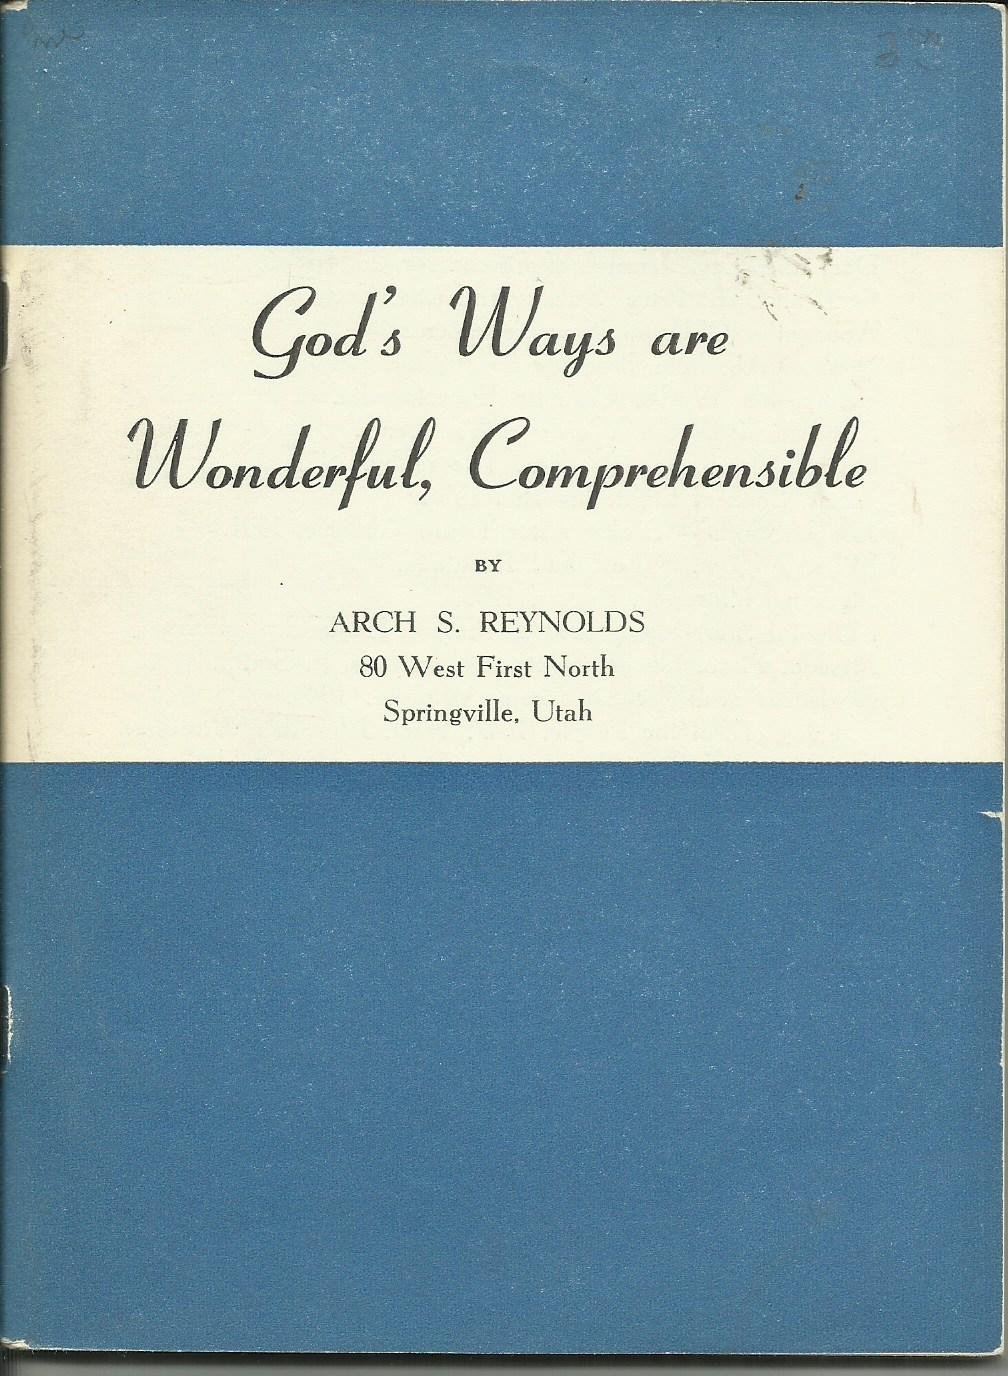 God's Ways are
Wonderful, Comprehensible
BY
ARCH S. REYNOLDS
80 West First North
Springville, Utah